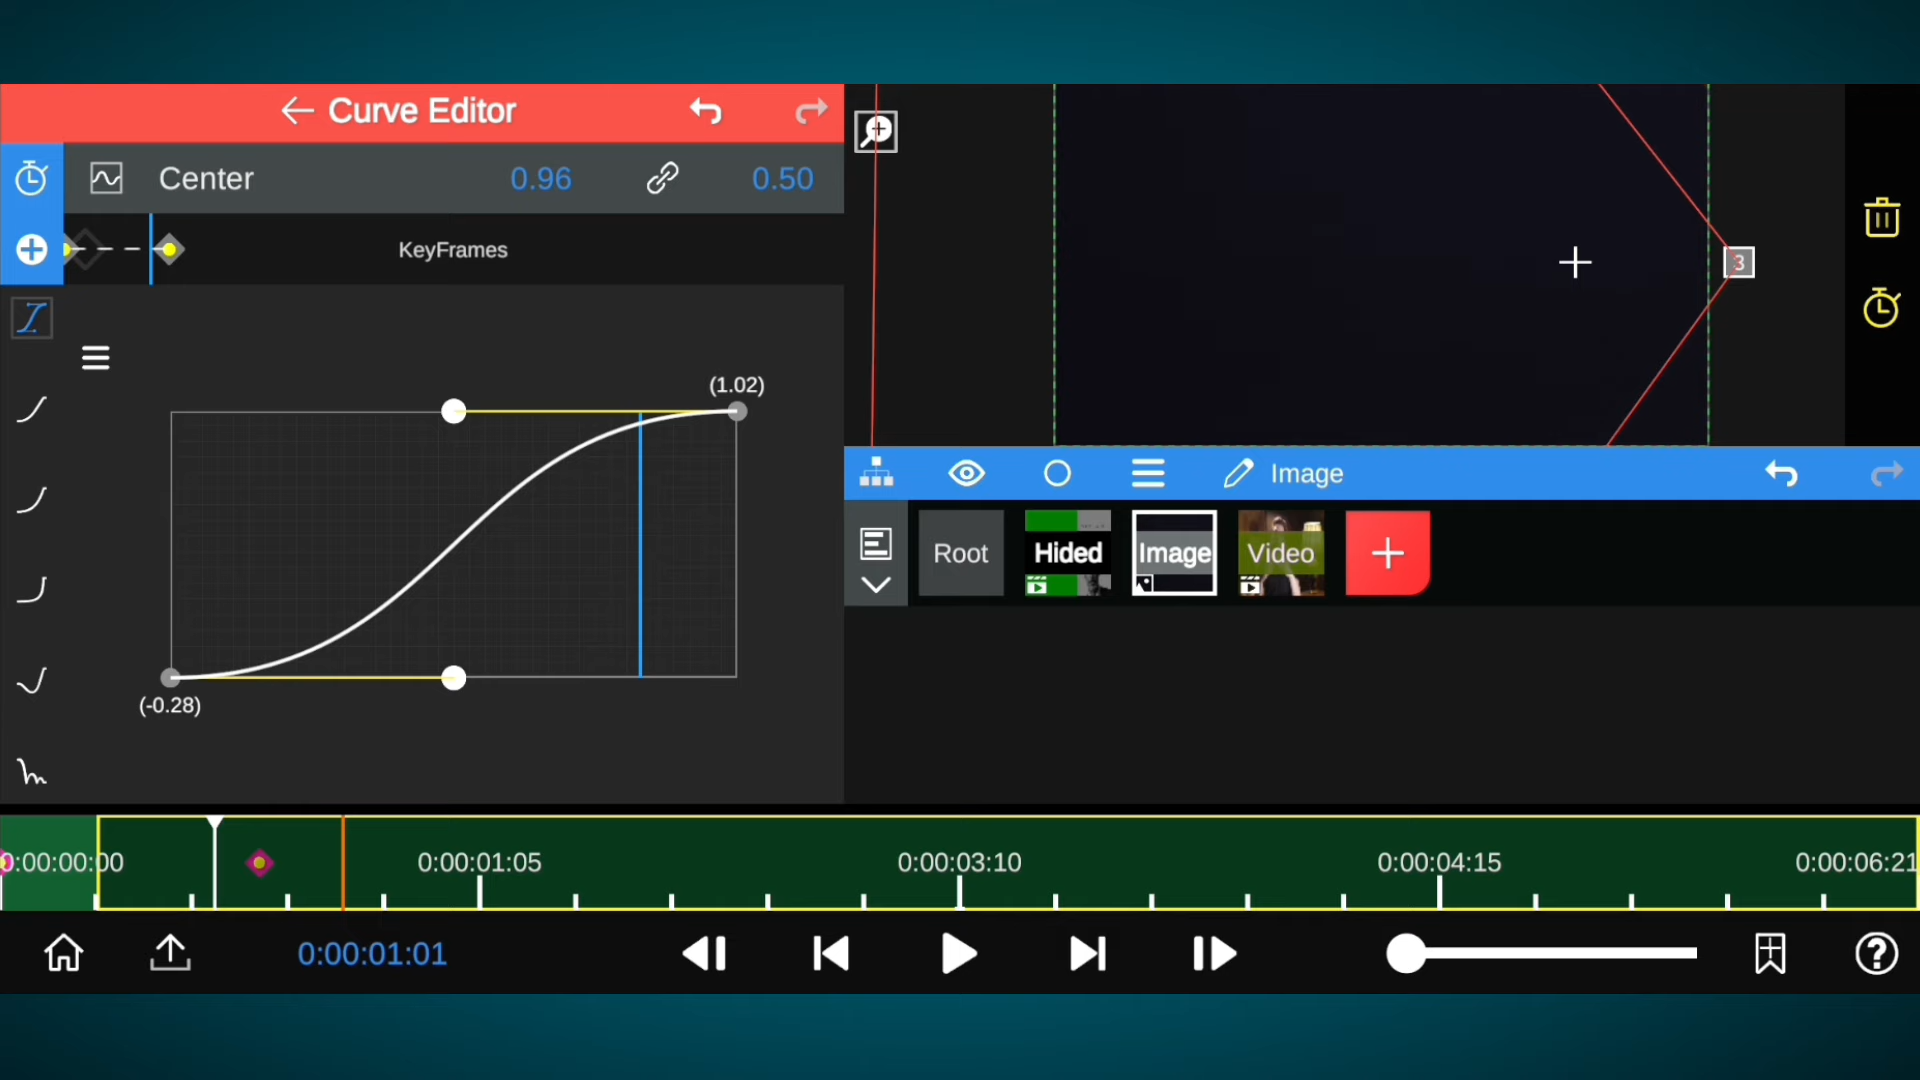 Curve Editor
Center 0.96 0.50
KeyFrames
(1.02)
(-0.28)
3
Image
Root Hided Image Video
0:00:00:00 0:00:01:05 0:00:03:10 0:00:04:15 0:00:06:21
0:00:01:01